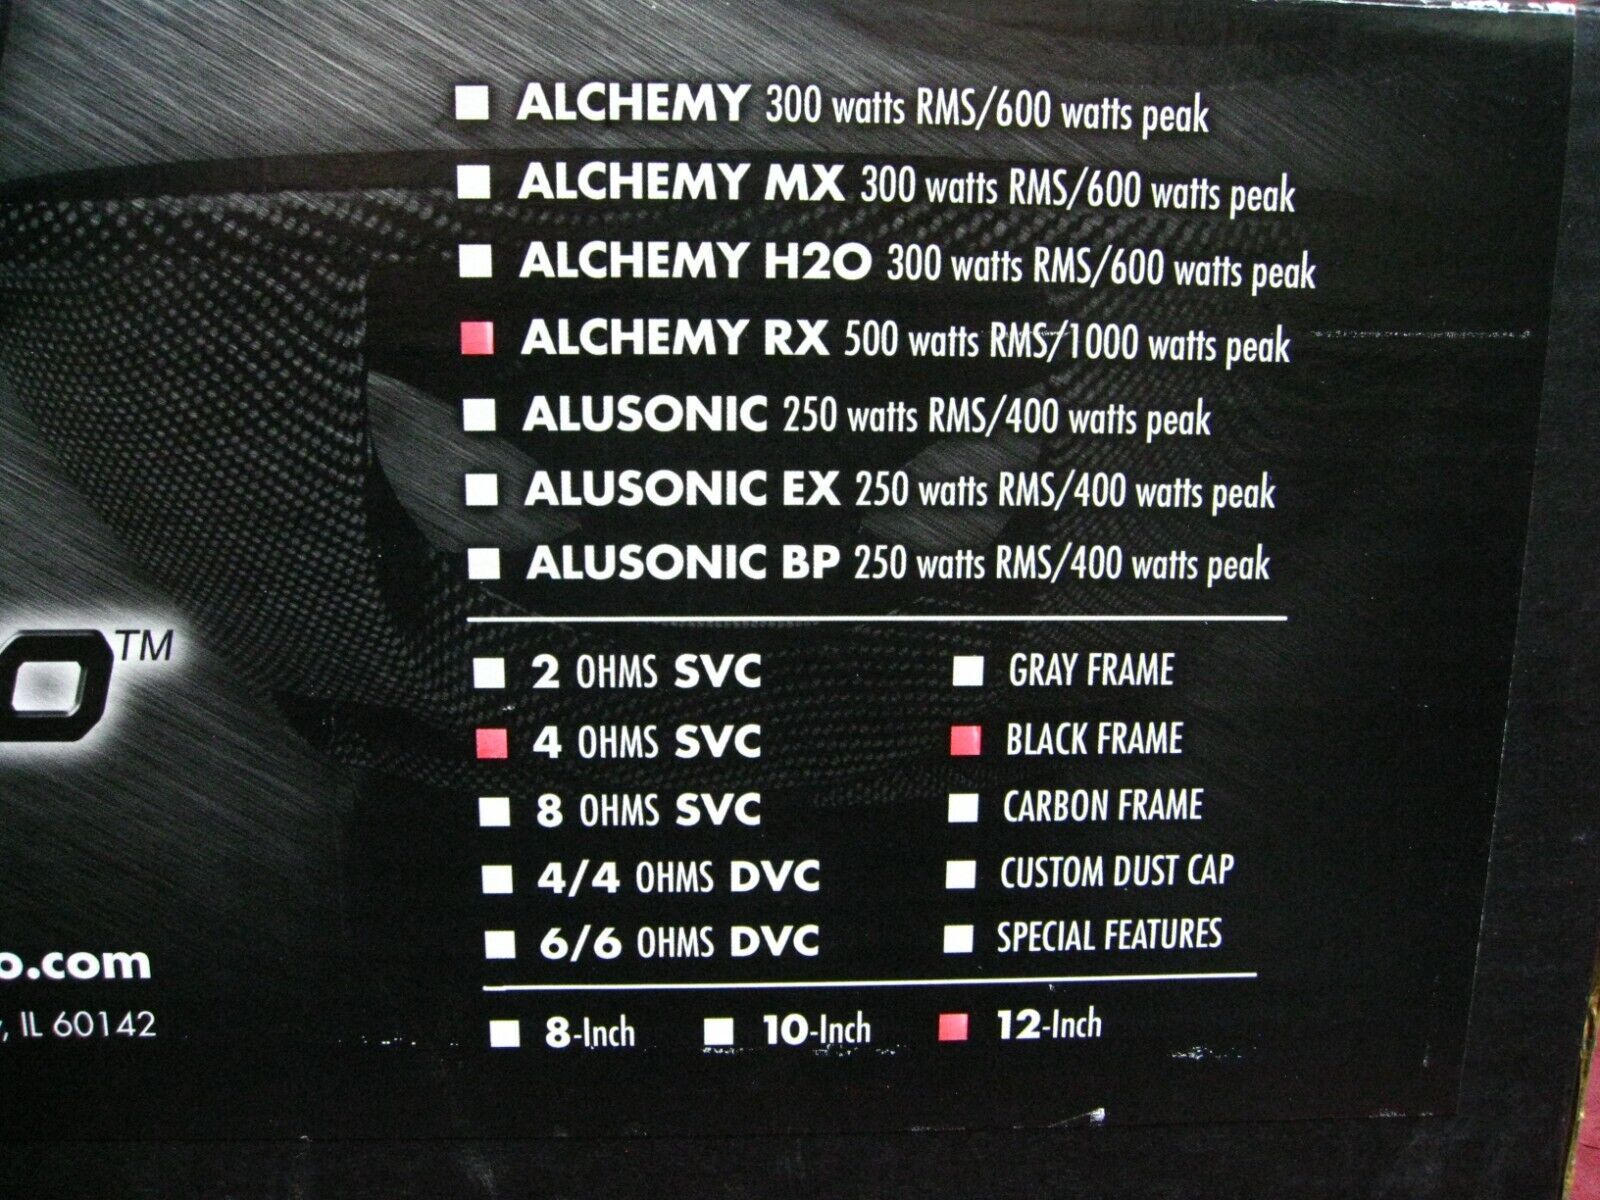 ALCHEMY 300 watts RMS/600 watts peak
ALCHEMY MX 300 watts RMS/600 watts peak
ALCHEMY H2O 300 watts RMS/600 watts peak
ALCHEMY RX 500 watts RMS/1000 watts peak
ALUSONIC 250 watts RMS/400 watts peak
ALUSONIC EX 250 watts RMS/400 watts peak
ALUSONIC BP 250 watts RMS/400 watts peak
O™
2 OHMS SVC
4 OHMS SVC
8 OHMS SVC
4/4 OHMS DVC
6/6 OHMS DVC
GRAY FRAME
BLACK FRAME
CARBON FRAME
CUSTOM DUST CAP
SPECIAL FEATURES
o.com
, IL 60142
8-Inch 10-Inch 12-Inch